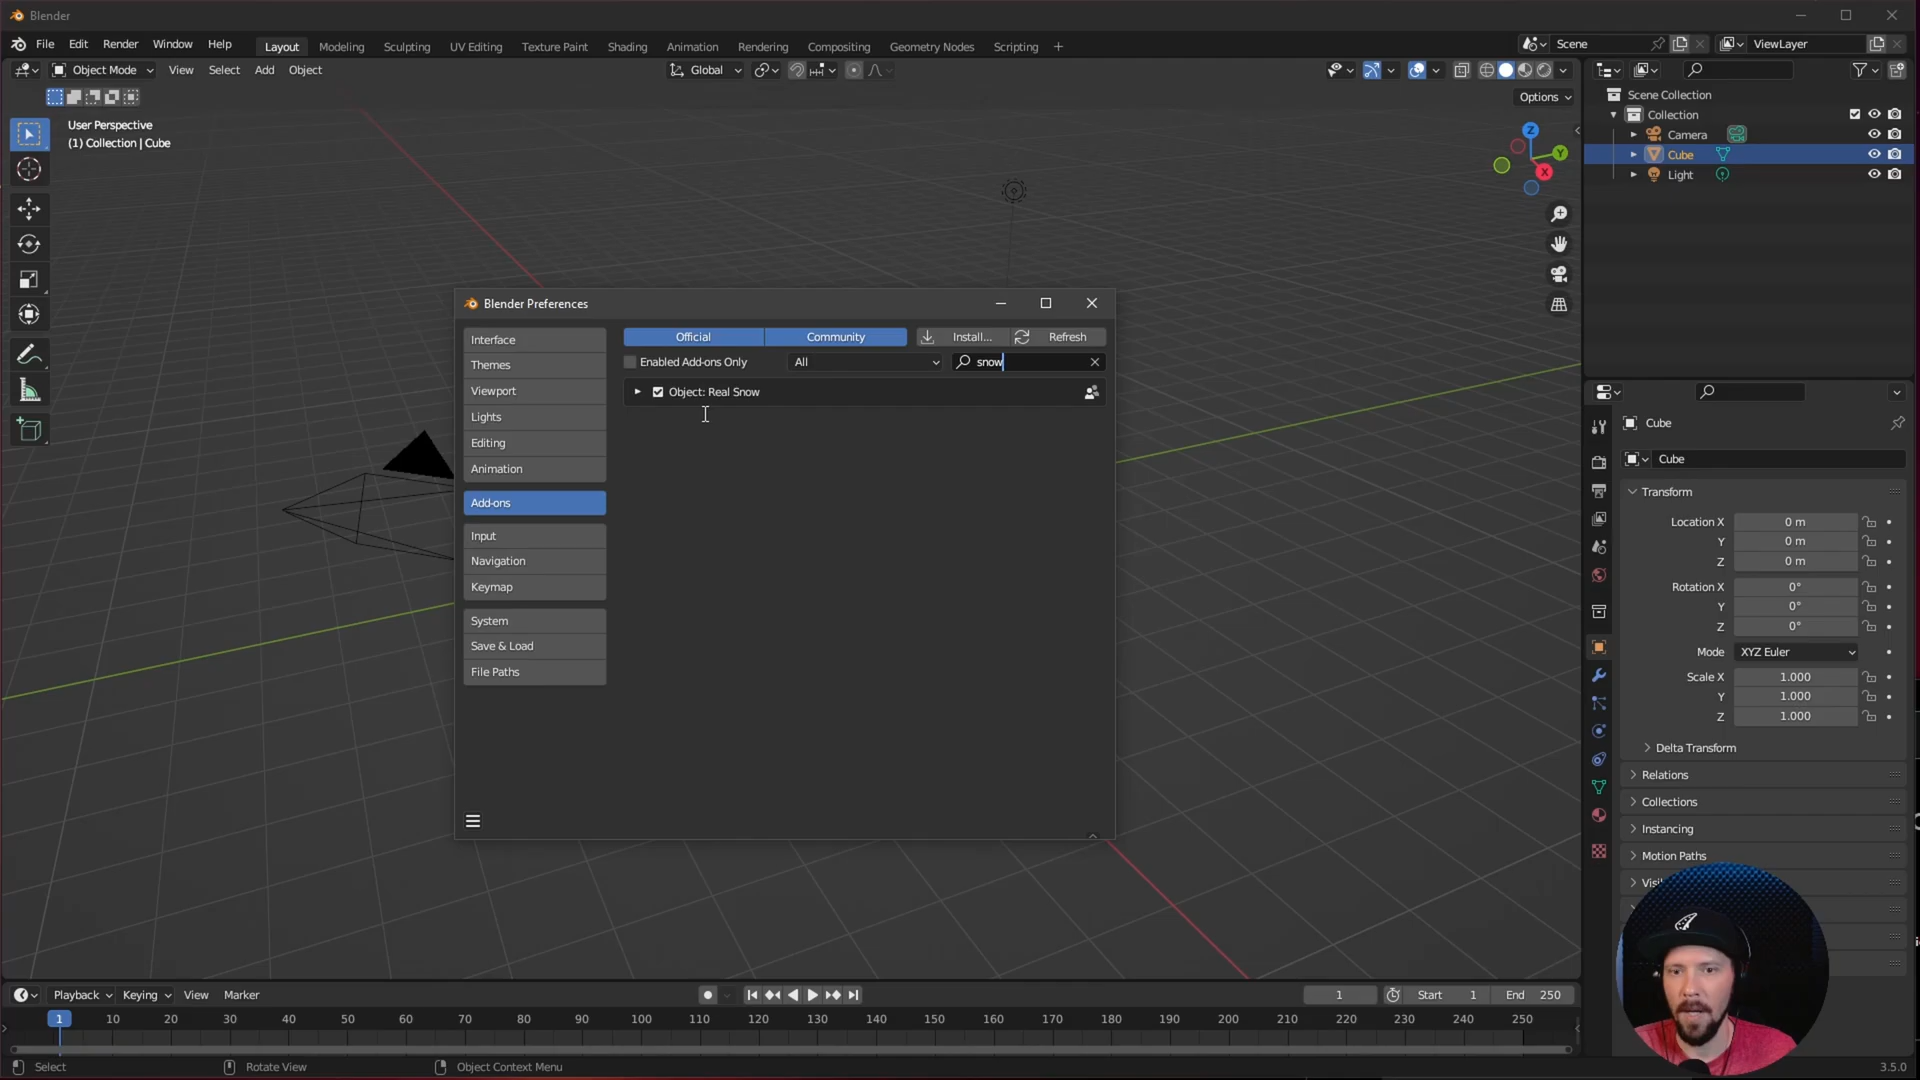 Blender
File Edit Render Window Help Layout Modeling Sculpting UV Editing Texture Paint Shading Animation Rendering Compositing Geometry Nodes Scripting + Scene ViewLayer
Object Mode View Select Add Object Global
Options
User Perspective
(1) Collection | Cube
Z
Y
X
Scene Collection
Collection
Camera
Cube
Light
Blender Preferences
Interface
Themes
Viewport
Lights
Editing
Animation
Add-ons
Input
Navigation
Keymap
System
Save & Load
File Paths
Official Community Install... Refresh
Enabled Add-ons Only All snow
Object: Real Snow
Cube
Cube
Transform
Location X 0 m
Y 0 m
Z 0 m
Rotation X 0°
Y 0°
Z 0°
Mode XYZ Euler
Scale X 1.000
Y 1.000
Z 1.000
Delta Transform
Relations
Collections
Instancing
Motion Paths
Playback Keying View Marker 1 Start 1 End 250
1 10 20 30 40 50 60 70 80 90 100 110 120 130 140 150 160 170 180 190 200 210 220 230 240 250
Select Rotate View Object Context Menu 3.5.0